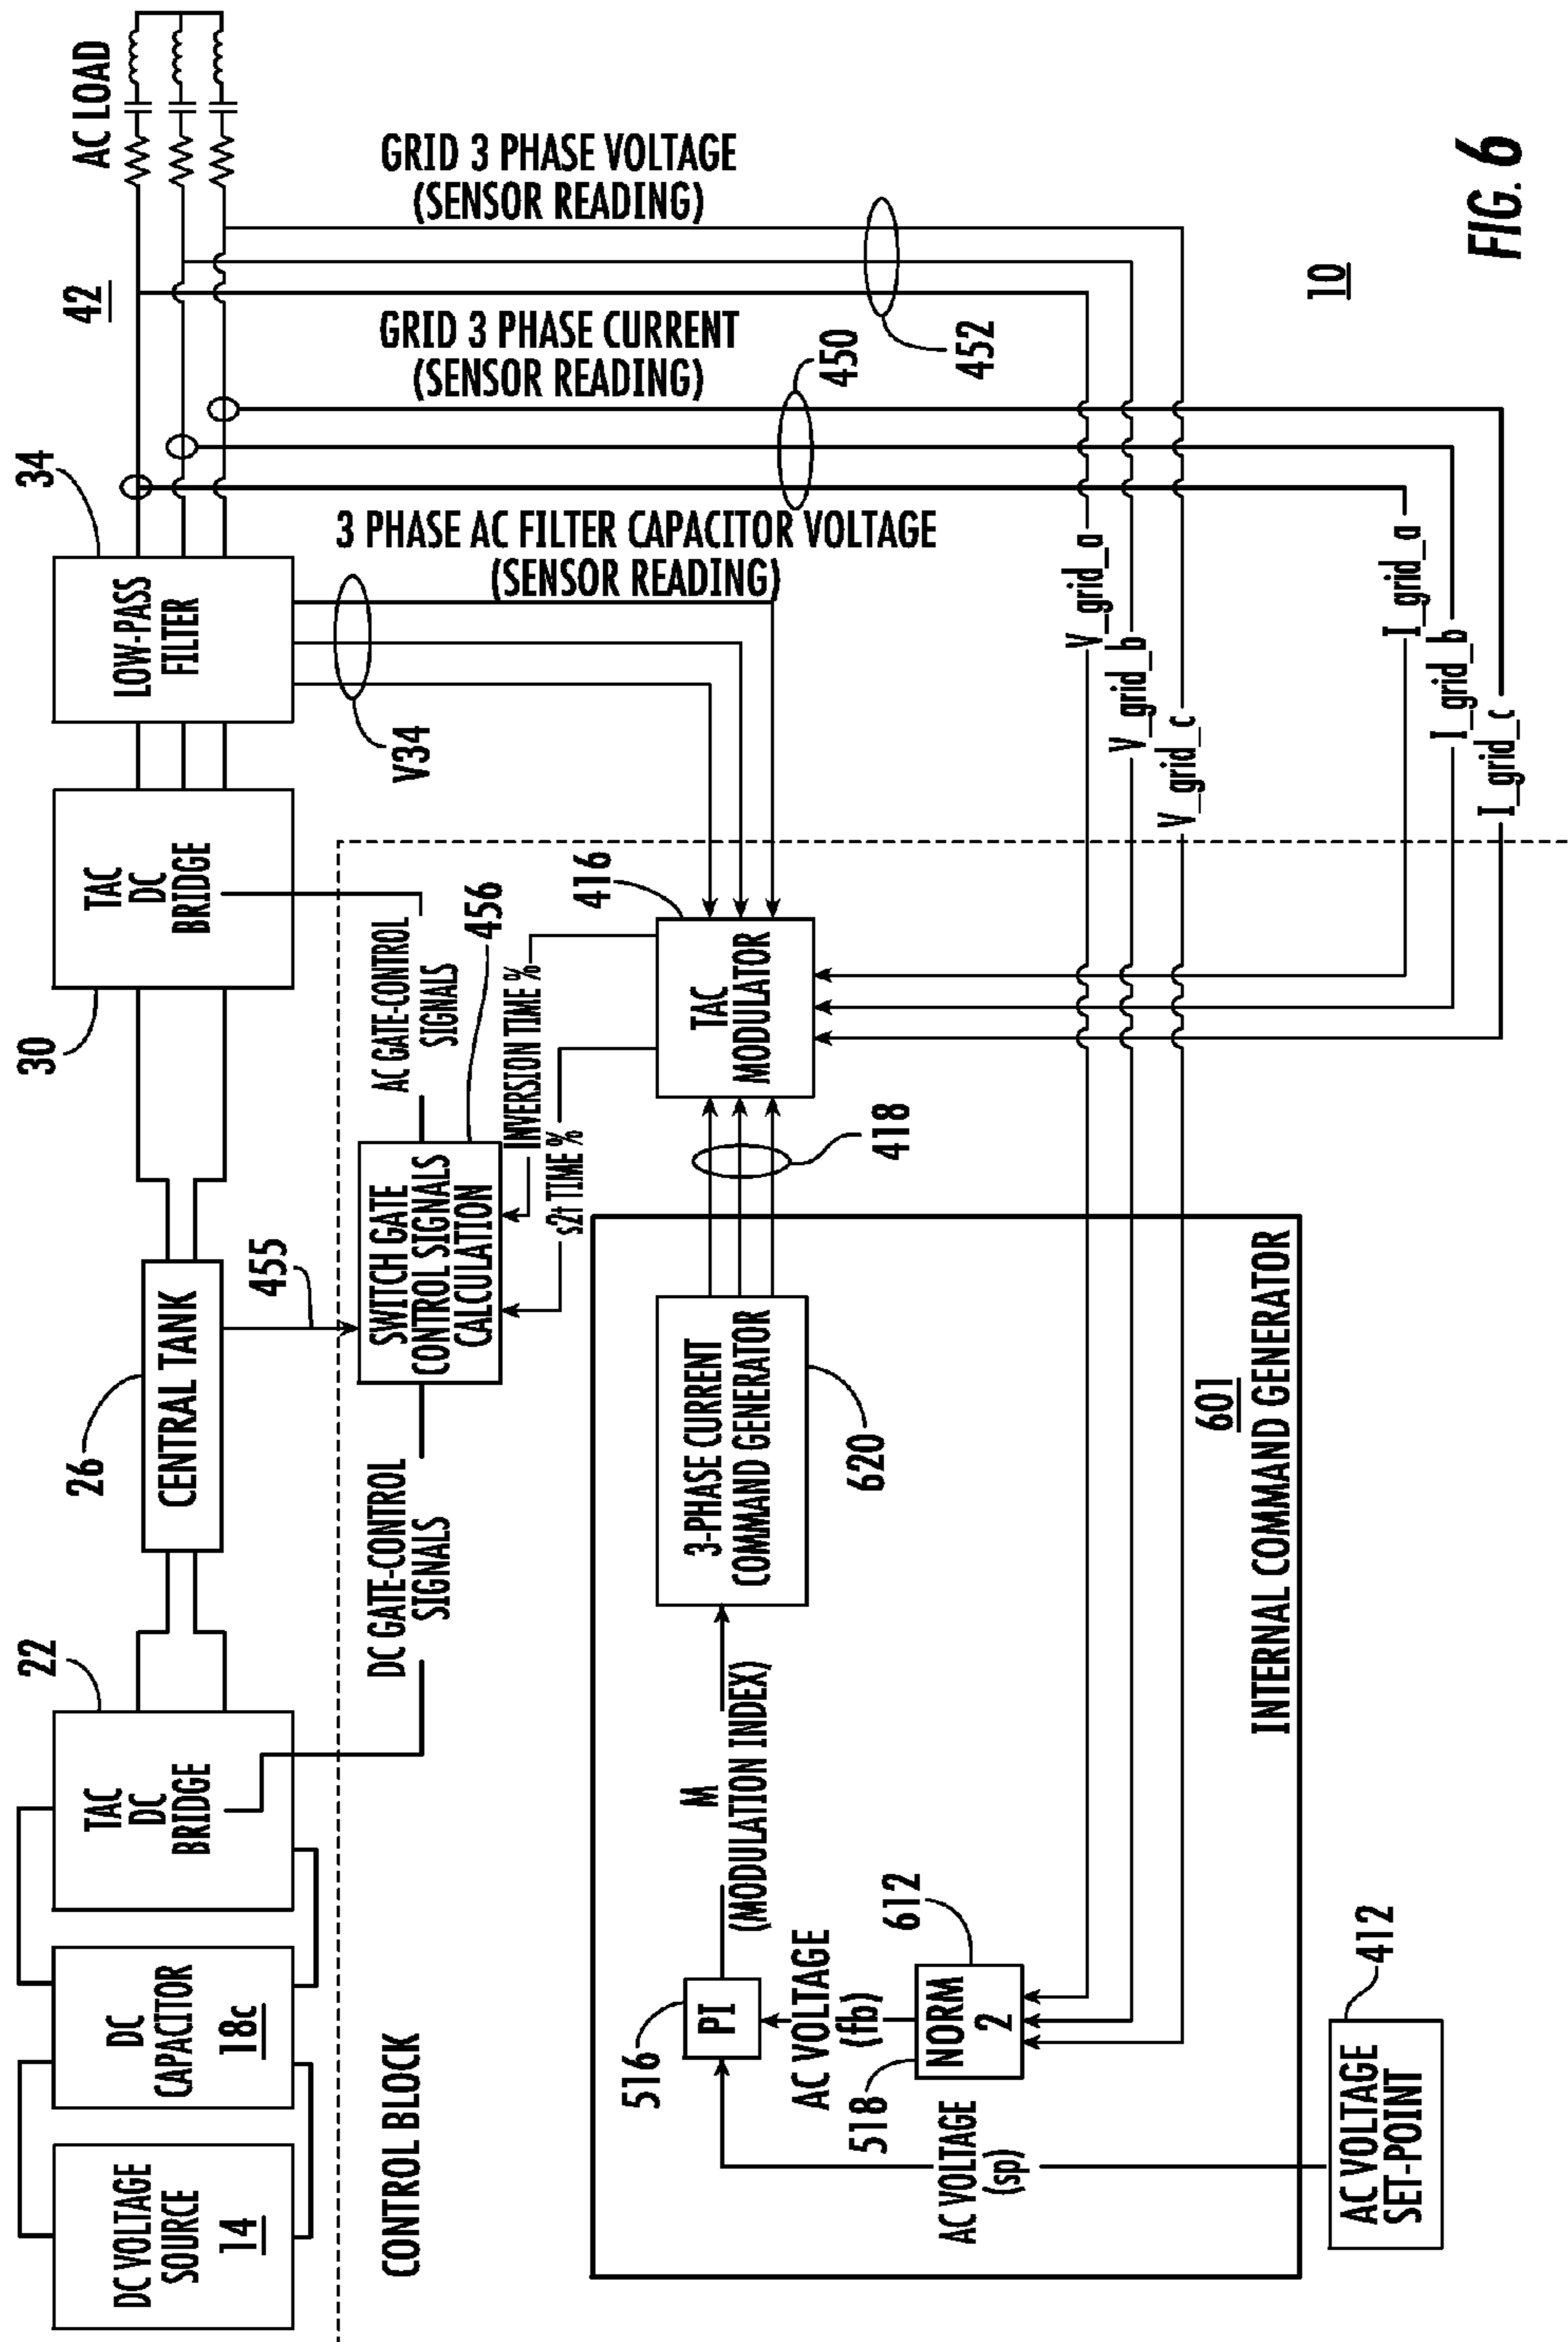 DC VOLTAGE
SOURCE
14
DC
CAPACITOR
18c
TAC
DC
BRIDGE
22
26
CENTRAL TANK
455
30
TAC
DC
BRIDGE
34
LOW-PASS
FILTER
42
AC LOAD
CONTROL BLOCK
DC GATE-CONTROL
SIGNALS
SWITCH GATE
CONTROL SIGNALS
CALCULATION
456
AC GATE-CONTROL
SIGNALS
INVERSION TIME %
s2t TIME %
V34
3 PHASE AC FILTER CAPACITOR VOLTAGE
(SENSOR READING)
GRID 3 PHASE CURRENT
(SENSOR READING)
GRID 3 PHASE VOLTAGE
(SENSOR READING)
450
452
416
TAC
MODULATOR
418
516
PI
M
(MODULATION INDEX)
3-PHASE CURRENT
COMMAND GENERATOR
620
AC VOLTAGE
(fb)
518
NORM
2
612
AC VOLTAGE
(sp)
601
INTERNAL COMMAND GENERATOR
AC VOLTAGE
SET-POINT
412
V_grid_a
V_grid_b
V_grid_c
I_grid_a
I_grid_b
I_grid_c
10
FIG. 6